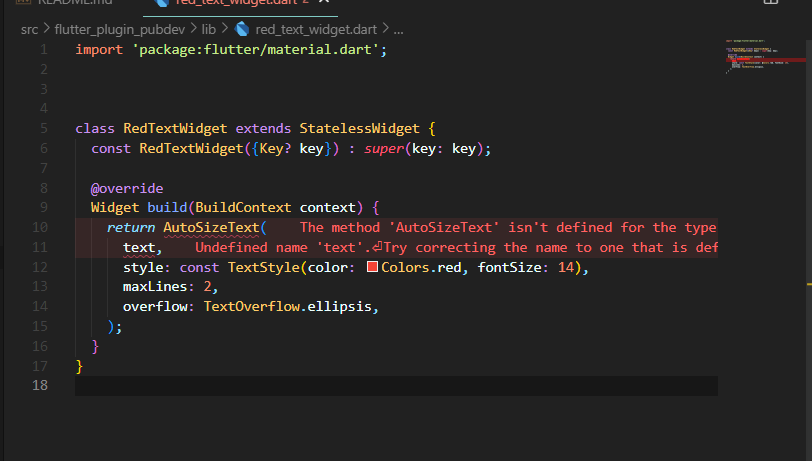 README.md
red_text_widget.dart 2
src > flutter_plugin_pubdev > lib > red_text_widget.dart > ...
1 import 'package:flutter/material.dart';
2
3
4
5 class RedTextWidget extends StatelessWidget {
6 const RedTextWidget({Key? key}) : super(key: key);
7
8 @override
9 Widget build(BuildContext context) {
10 return AutoSizeText( The method 'AutoSizeText' isn't defined for the type
11 text, Undefined name 'text'.⏎Try correcting the name to one that is def
12 style: const TextStyle(color: Colors.red, fontSize: 14),
13 maxLines: 2,
14 overflow: TextOverflow.ellipsis,
15 );
16 }
17 }
18